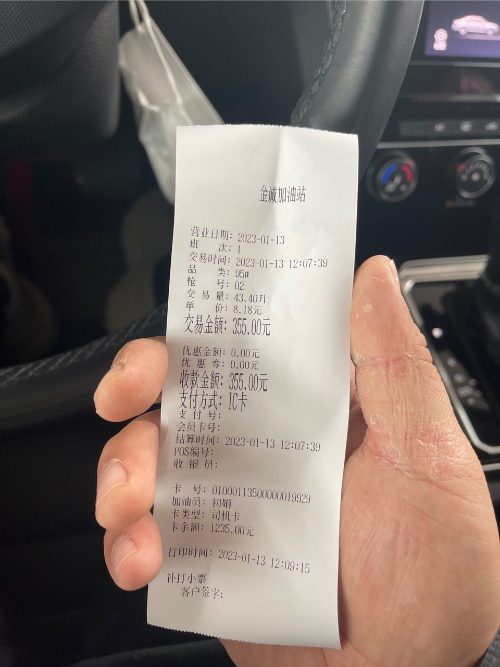 金诚加油站
营业日期: 2023-01-13
班 次: 1
交易时间: 2023-01-13 12:07:39
品 类: 95#
枪 号: 02
交 易 量: 43.40升
单 价: 8.18元
交易金额: 355.00元
优惠金额: 0.00元
优 惠 券: 0.00元
收款金额: 355.00元
支付方式: IC卡
支 付 号:
会员卡号:
结算时间: 2023-01-13 12:07:39
POS编号:
收 银 员:
卡 号: 01000113500000019929
加油员: 初娟
卡类型: 司机卡
卡余额: 1235.06元
打印时间: 2023-01-13 12:09:15
补打小票
客户签字: